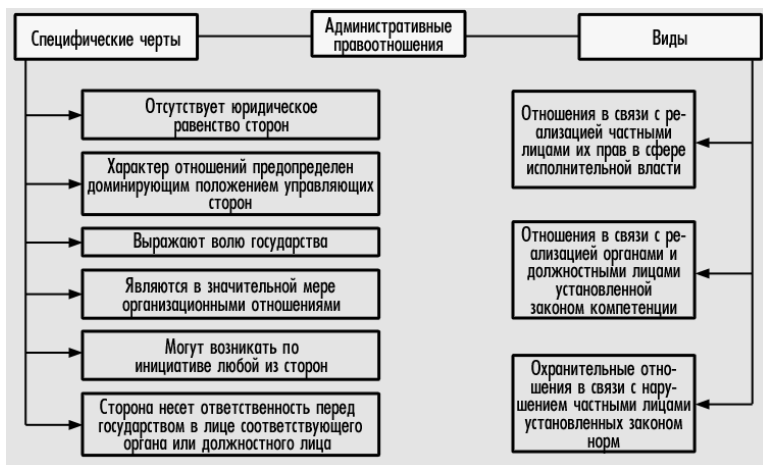 Специфические черты
Административные
правоотношения
Виды
Отсутствует юридическое
равенство сторон
Характер отношений предопределен
доминирующим положением управляющих
сторон
Выражают волю государства
Являются в значительной мере
организационными отношениями
Могут возникать по
инициативе любой из сторон
Сторона несет ответственность перед
государством в лице соответствующего
органа или должностного лица
Отношения в связи с ре-
ализацией частными
лицами их прав в сфере
исполнительной власти
Отношения в связи с ре-
ализацией органами и
должностными лицами
установленной
законом компетенции
Охранительные отно-
шения в связи с нару-
шением частными лицами
установленных законом
норм